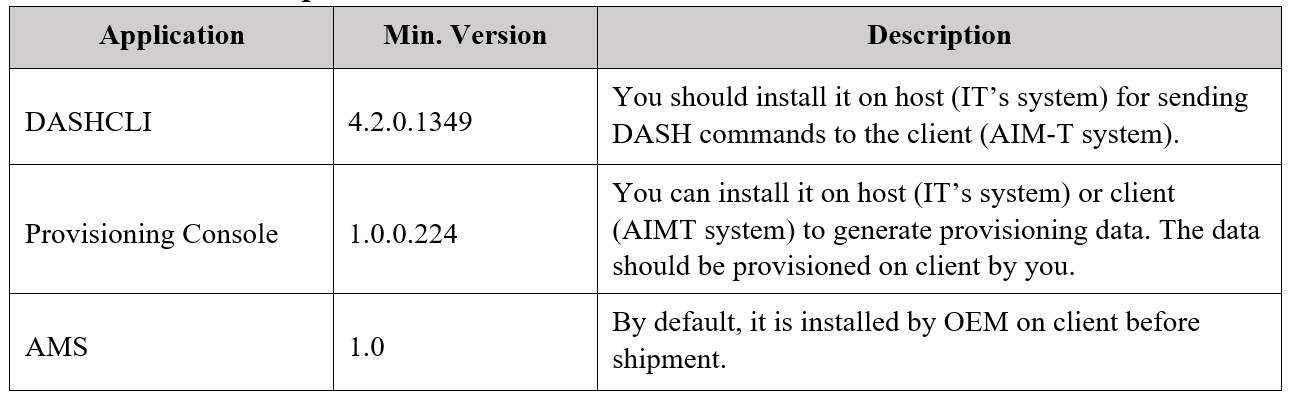 Application Min. Version Description
DASHCLI 4.2.0.1349 You should install it on host (IT’s system) for sending
DASH commands to the client (AIM-T system).
Provisioning Console 1.0.0.224 You can install it on host (IT’s system) or client
(AIMT system) to generate provisioning data. The data
should be provisioned on client by you.
AMS 1.0 By default, it is installed by OEM on client before
shipment.